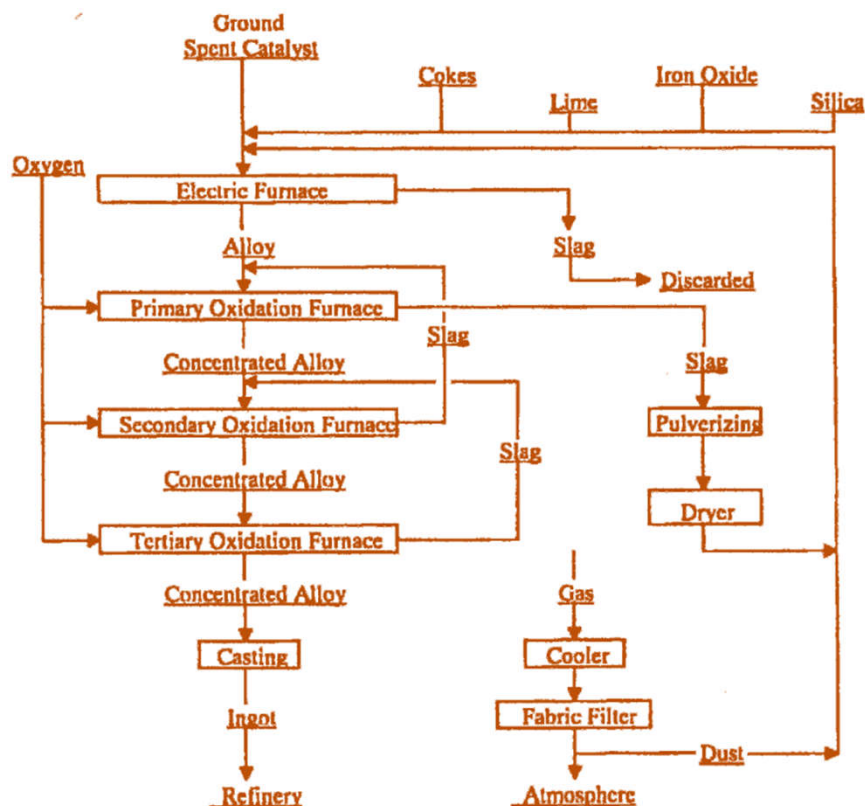 Ground
Spent Catalyst
Cokes
Iron Oxide
Lime
Silica
Oxygen
Electric Furnace
Alloy
Slag
Discarded
Primary Oxidation Furnace
Slag
Concentrated Alloy
Slag
Secondary Oxidation Furnace
Pulverizing
Slag
Concentrated Alloy
Dryer
Tertiary Oxidation Furnace
Concentrated Alloy
Gas
Casting
Cooler
Ingot
Fabric Filter
Dust
Refinery
Atmosphere